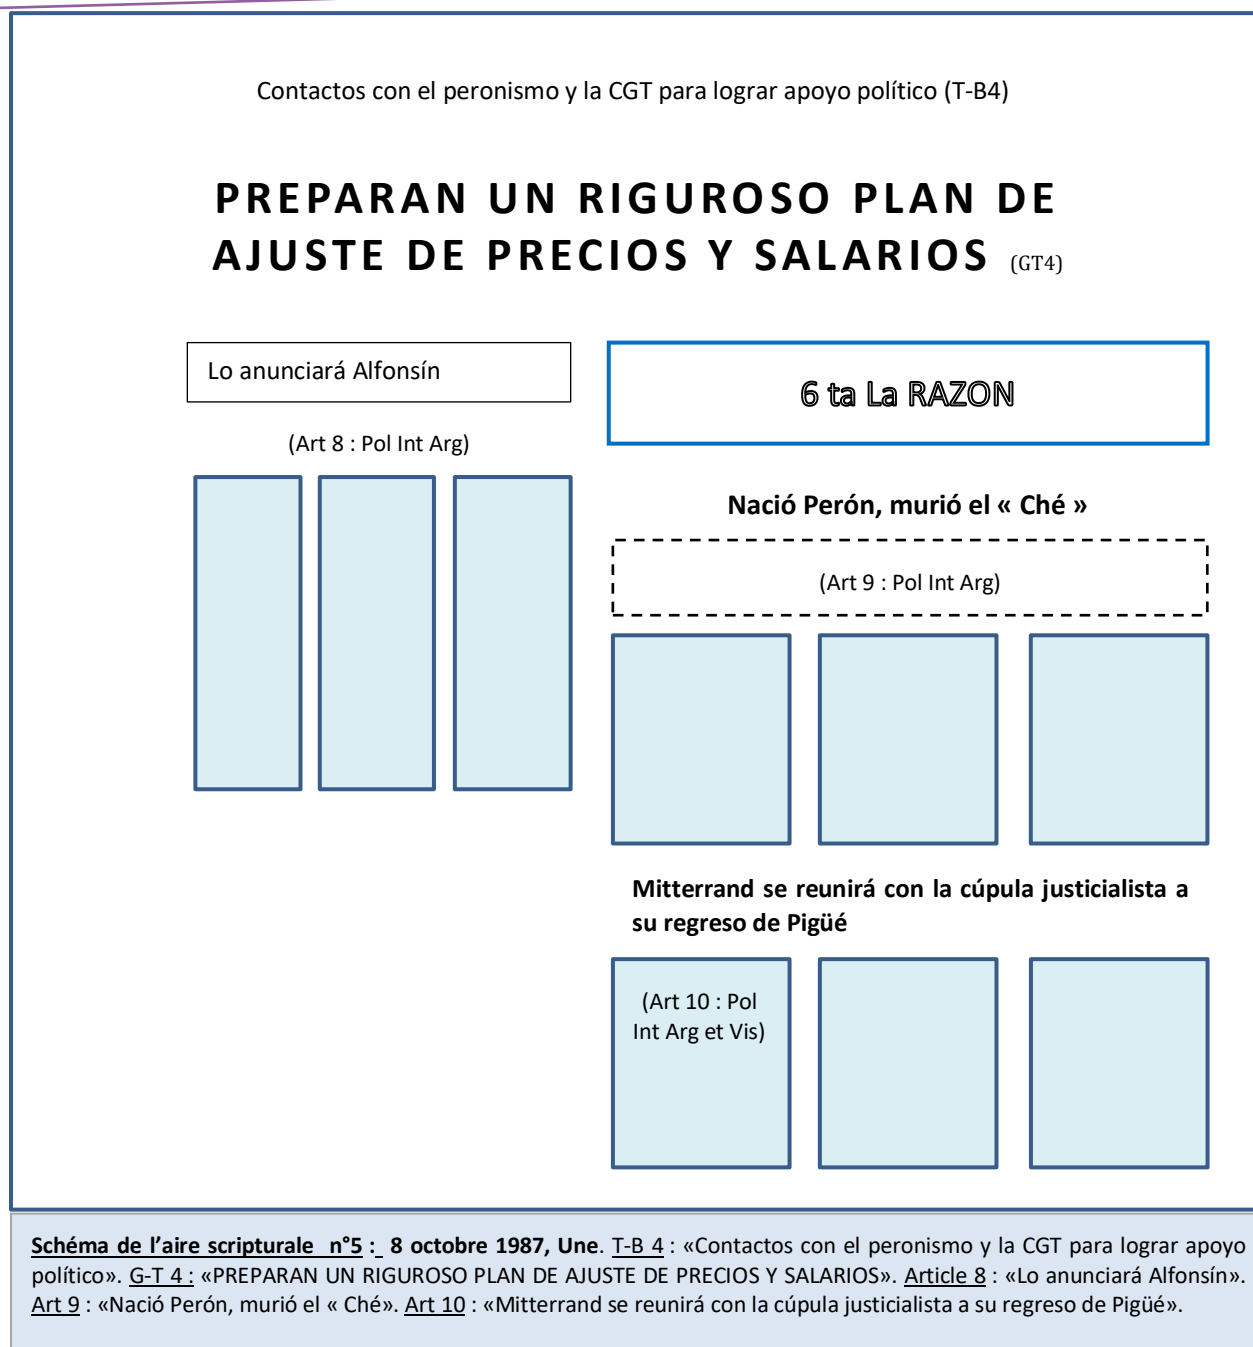 Contactos con el peronismo y la CGT para lograr apoyo político (T-B4)
PREPARAN UN RIGUROSO PLAN DE
AJUSTE DE PRECIOS Y SALARIOS (GT4)
Lo anunciará Alfonsín
(Art 8 : Pol Int Arg)
6 ta La RAZON
Nació Perón, murió el « Ché »
(Art 9 : Pol Int Arg)
Mitterrand se reunirá con la cúpula justicialista a
su regreso de Pigüé
(Art 10 : Pol
Int Arg et Vis)
Schéma de l’aire scripturale n°5 : 8 octobre 1987, Une. T-B 4 : «Contactos con el peronismo y la CGT para lograr apoyo
político». G-T 4 : «PREPARAN UN RIGUROSO PLAN DE AJUSTE DE PRECIOS Y SALARIOS». Article 8 : «Lo anunciará Alfonsín».
Art 9 : «Nació Perón, murió el « Ché». Art 10 : «Mitterrand se reunirá con la cúpula justicialista a su regreso de Pigüé».